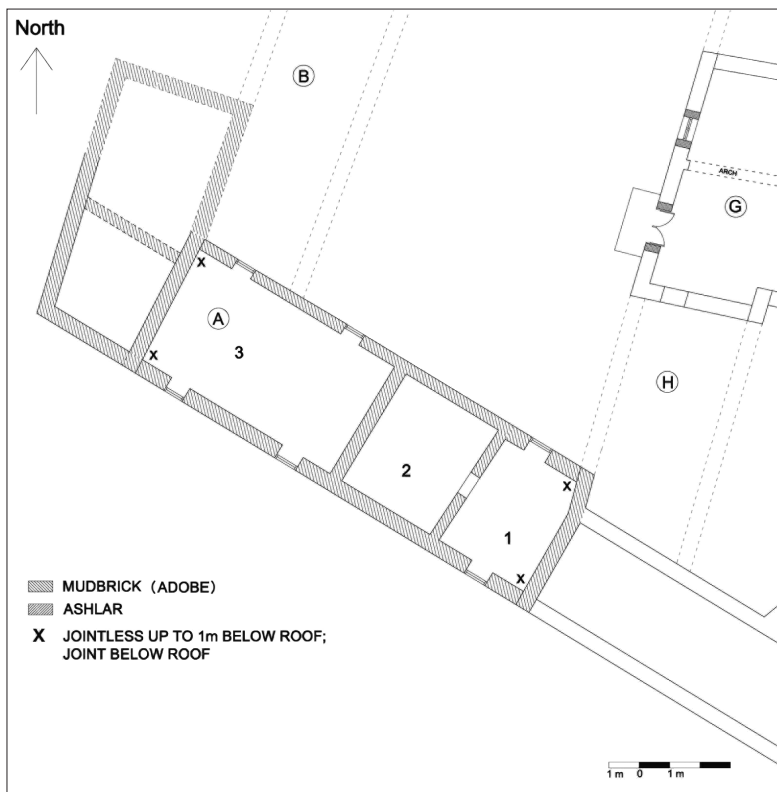 North
B
ARCH
G
X
A
3
X
H
2
X
1
X
MUDBRICK (ADOBE)
ASHLAR
X JOINTLESS UP TO 1m BELOW ROOF;
JOINT BELOW ROOF
1 m 0 1 m